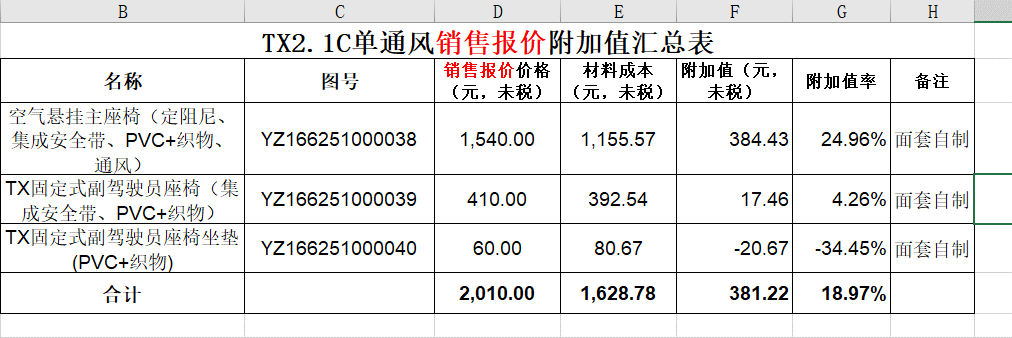 B C D E F G H
TX2.1C单通风销售报价附加值汇总表
名称 图号 销售报价价格（元，未税） 材料成本（元，未税） 附加值（元，未税） 附加值率 备注
空气悬挂主座椅（定阻尼、集成安全带、PVC+织物、通风） YZ166251000038 1,540.00 1,155.57 384.43 24.96% 面套自制
TX固定式副驾驶员座椅（集成安全带、PVC+织物） YZ166251000039 410.00 392.54 17.46 4.26% 面套自制
TX固定式副驾驶员座椅坐垫(PVC+织物) YZ166251000040 60.00 80.67 -20.67 -34.45% 面套自制
合计 2,010.00 1,628.78 381.22 18.97%